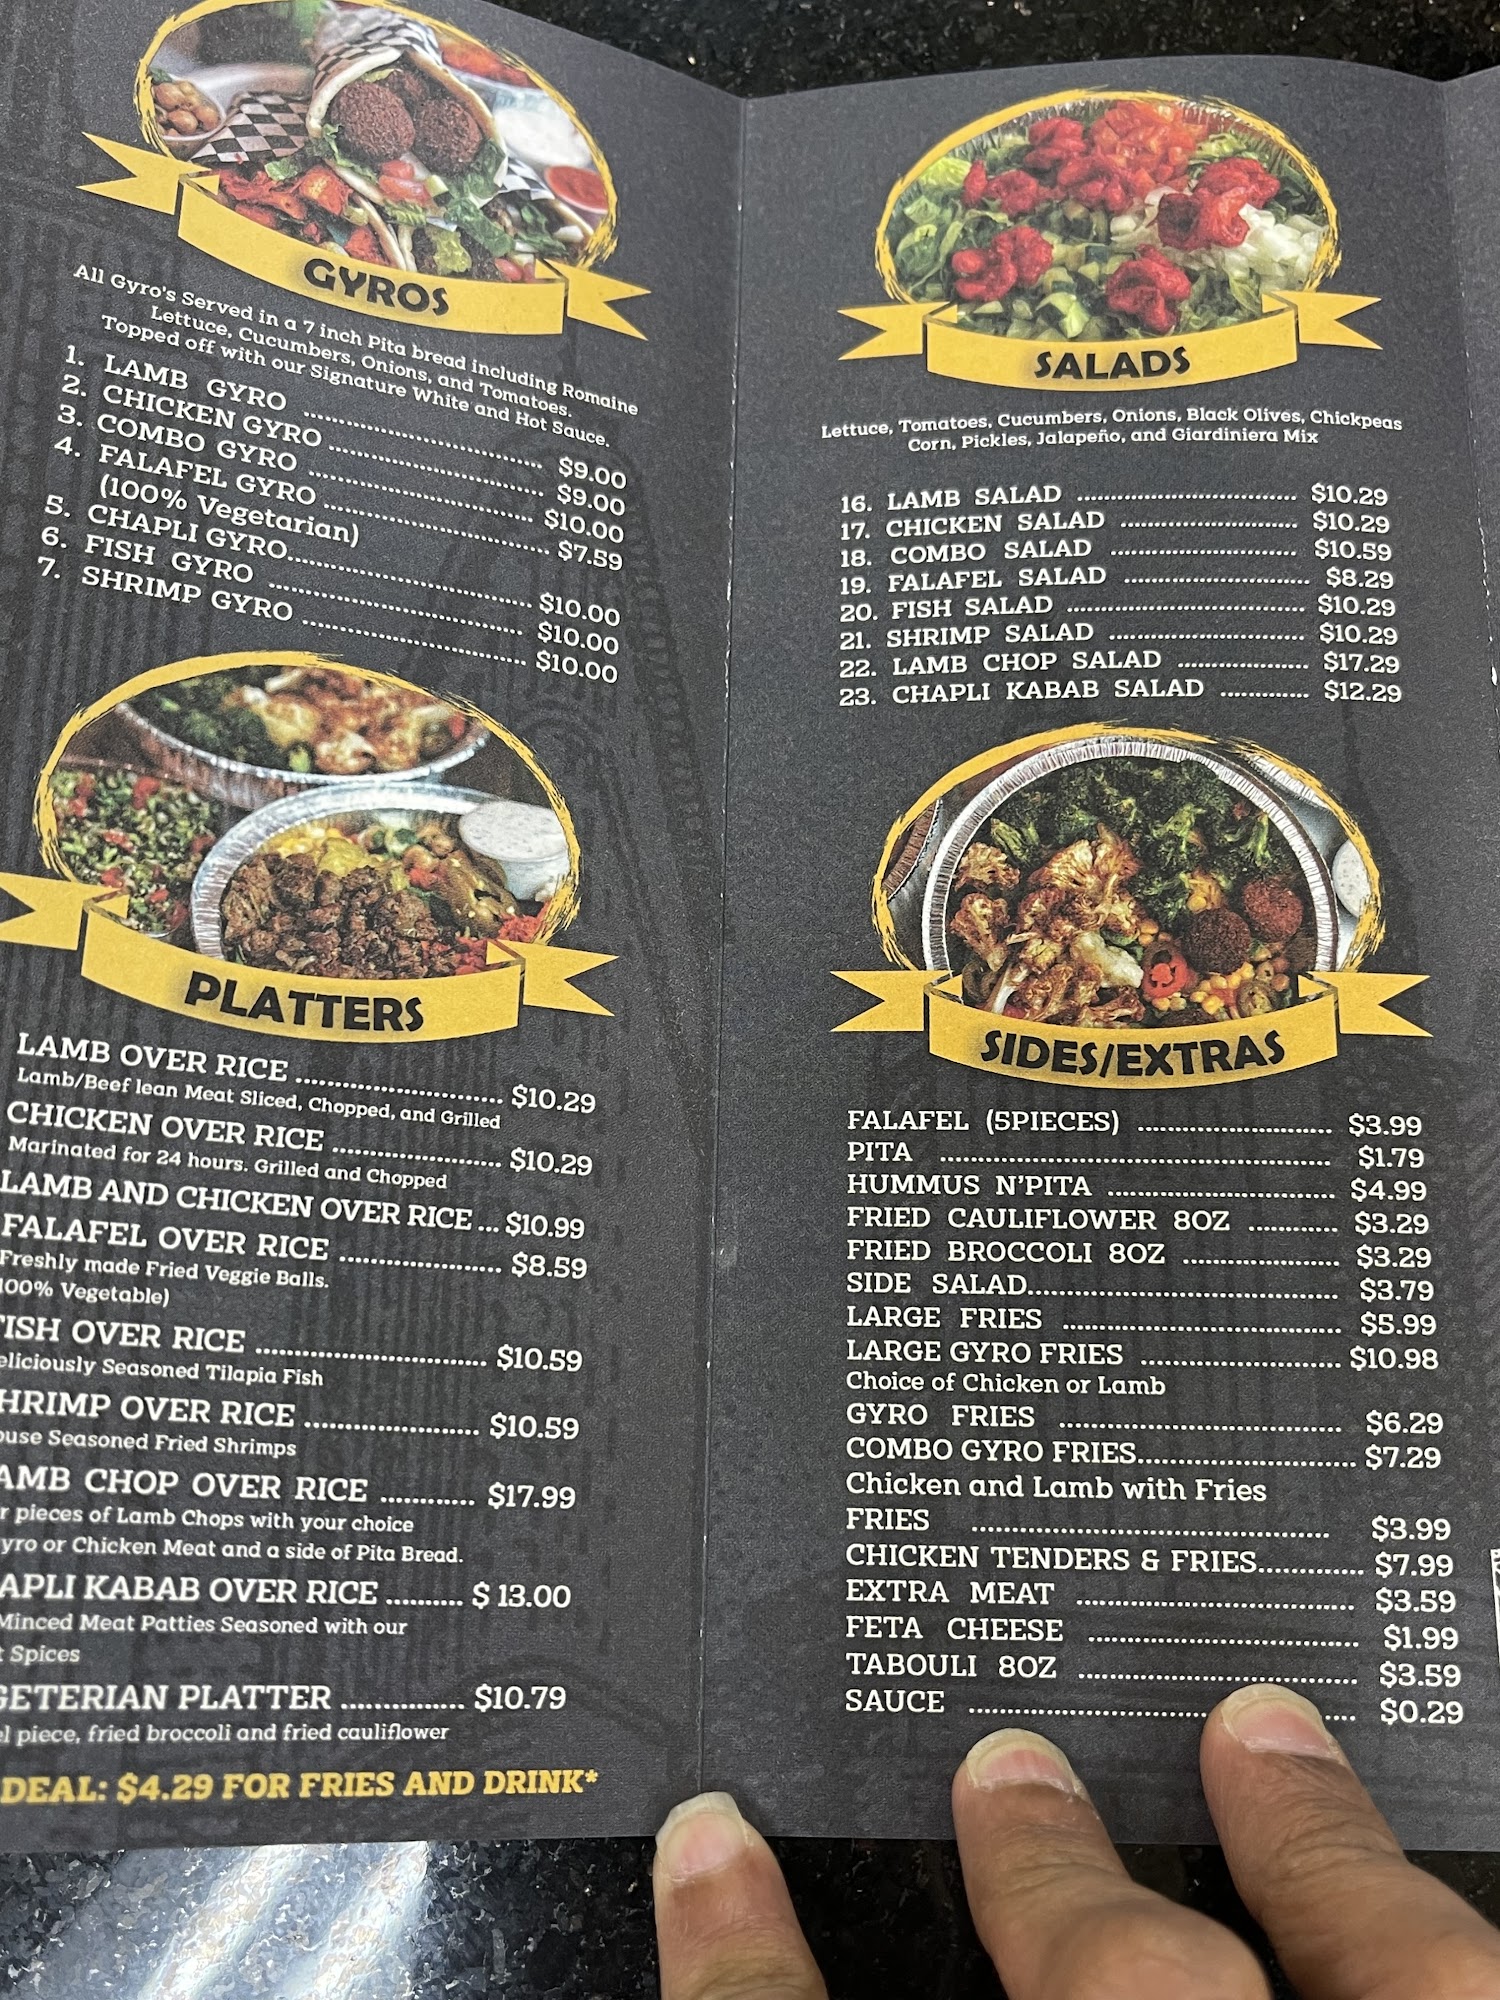 GYROS
All Gyro's Served in a 7 inch Pita bread including Romaine
Lettuce, Cucumbers, Onions, and Tomatoes.
Topped off with our Signature White and Hot Sauce.
1. LAMB GYRO ........ $9.00
2. CHICKEN GYRO ........ $9.00
3. COMBO GYRO ........ $10.00
4. FALAFEL GYRO ........ $7.59
(100% Vegetarian)
5. CHAPLI GYRO........ $10.00
6. FISH GYRO ........ $10.00
7. SHRIMP GYRO ........ $10.00
PLATTERS
LAMB OVER RICE ........ $10.29
Lamb/Beef lean Meat Sliced, Chopped, and Grilled
CHICKEN OVER RICE ........ $10.29
Marinated for 24 hours. Grilled and Chopped
LAMB AND CHICKEN OVER RICE ... $10.99
FALAFEL OVER RICE ........ $8.59
Freshly made Fried Veggie Balls.
100% Vegetable)
FISH OVER RICE ........ $10.59
eliciously Seasoned Tilapia Fish
HRIMP OVER RICE ........ $10.59
ouse Seasoned Fried Shrimps
AMB CHOP OVER RICE ........ $17.99
r pieces of Lamb Chops with your choice
yro or Chicken Meat and a side of Pita Bread.
APLI KABAB OVER RICE ........ $ 13.00
Minced Meat Patties Seasoned with our
t Spices
GETERIAN PLATTER ........ $10.79
el piece, fried broccoli and fried cauliflower
DEAL: $4.29 FOR FRIES AND DRINK*
SALADS
Lettuce, Tomatoes, Cucumbers, Onions, Black Olives, Chickpeas
Corn, Pickles, Jalapeño, and Giardiniera Mix
16. LAMB SALAD ........ $10.29
17. CHICKEN SALAD ........ $10.29
18. COMBO SALAD ........ $10.59
19. FALAFEL SALAD ........ $8.29
20. FISH SALAD ........ $10.29
21. SHRIMP SALAD ........ $10.29
22. LAMB CHOP SALAD ........ $17.29
23. CHAPLI KABAB SALAD ........ $12.29
SIDES/EXTRAS
FALAFEL (5PIECES) ........ $3.99
PITA ........ $1.79
HUMMUS N'PITA ........ $4.99
FRIED CAULIFLOWER 8OZ ........ $3.29
FRIED BROCCOLI 8OZ ........ $3.29
SIDE SALAD........ $3.79
LARGE FRIES ........ $5.99
LARGE GYRO FRIES ........ $10.98
Choice of Chicken or Lamb
GYRO FRIES ........ $6.29
COMBO GYRO FRIES........ $7.29
Chicken and Lamb with Fries
FRIES ........ $3.99
CHICKEN TENDERS & FRIES........ $7.99
EXTRA MEAT ........ $3.59
FETA CHEESE ........ $1.99
TABOULI 8OZ ........ $3.59
SAUCE ........ $0.29